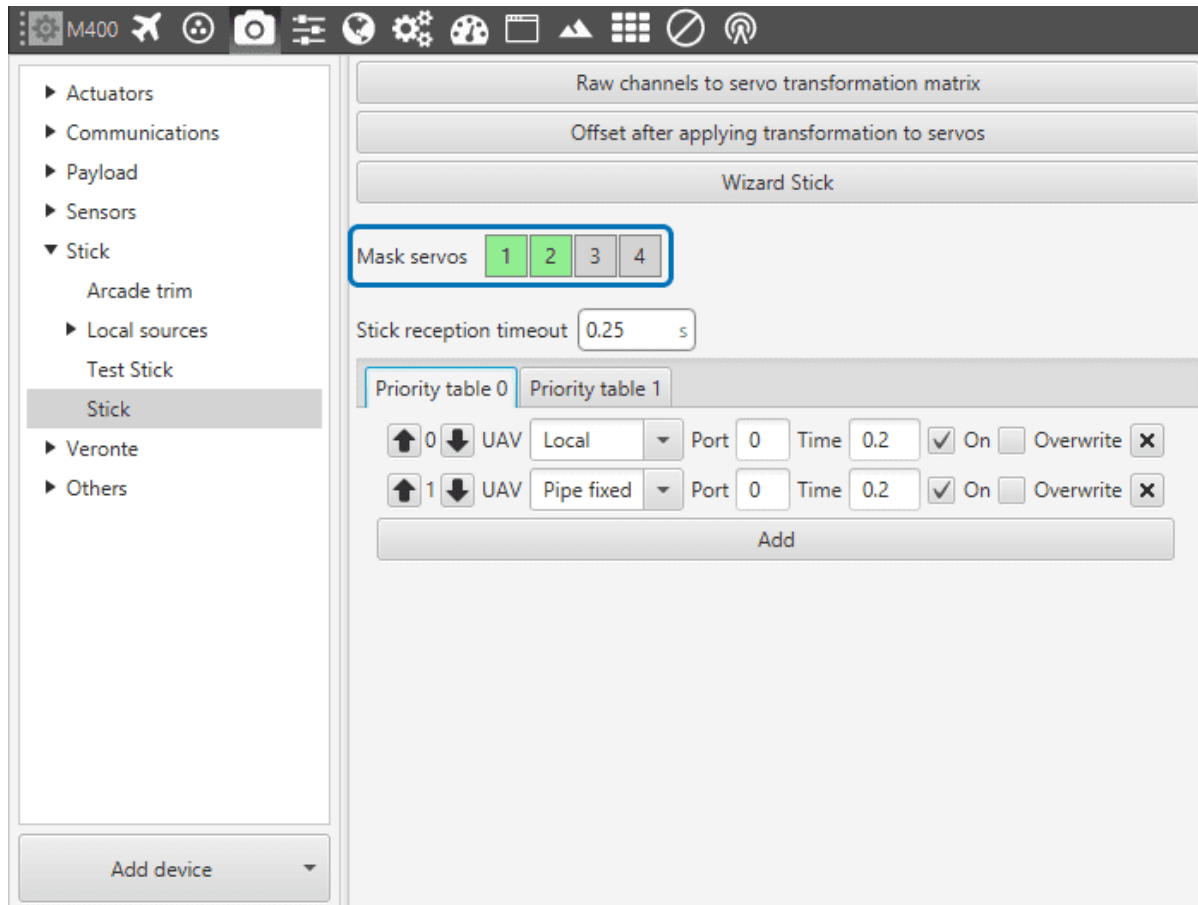 M400
Actuators
Communications
Payload
Sensors
Stick
Arcade trim
Local sources
Test Stick
Stick
Veronte
Others
Add device
Raw channels to servo transformation matrix
Offset after applying transformation to servos
Wizard Stick
Mask servos 1 2 3 4
Stick reception timeout 0.25 s
Priority table 0 Priority table 1
0 UAV Local Port 0 Time 0.2 On Overwrite
1 UAV Pipe fixed Port 0 Time 0.2 On Overwrite
Add